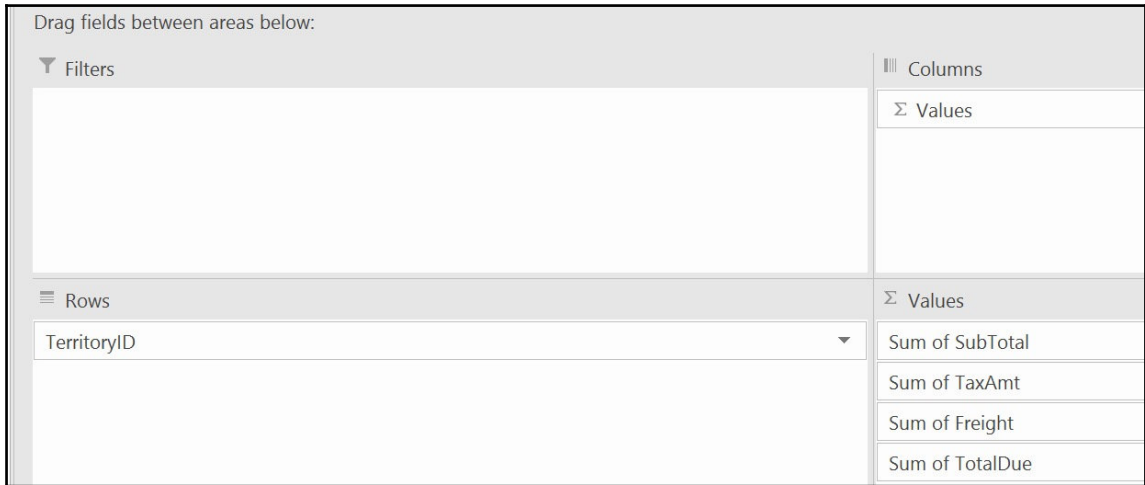 Drag fields between areas below:
Filters
Columns
Σ Values
Rows
Σ Values
TerritoryID
Sum of SubTotal
Sum of TaxAmt
Sum of Freight
Sum of TotalDue